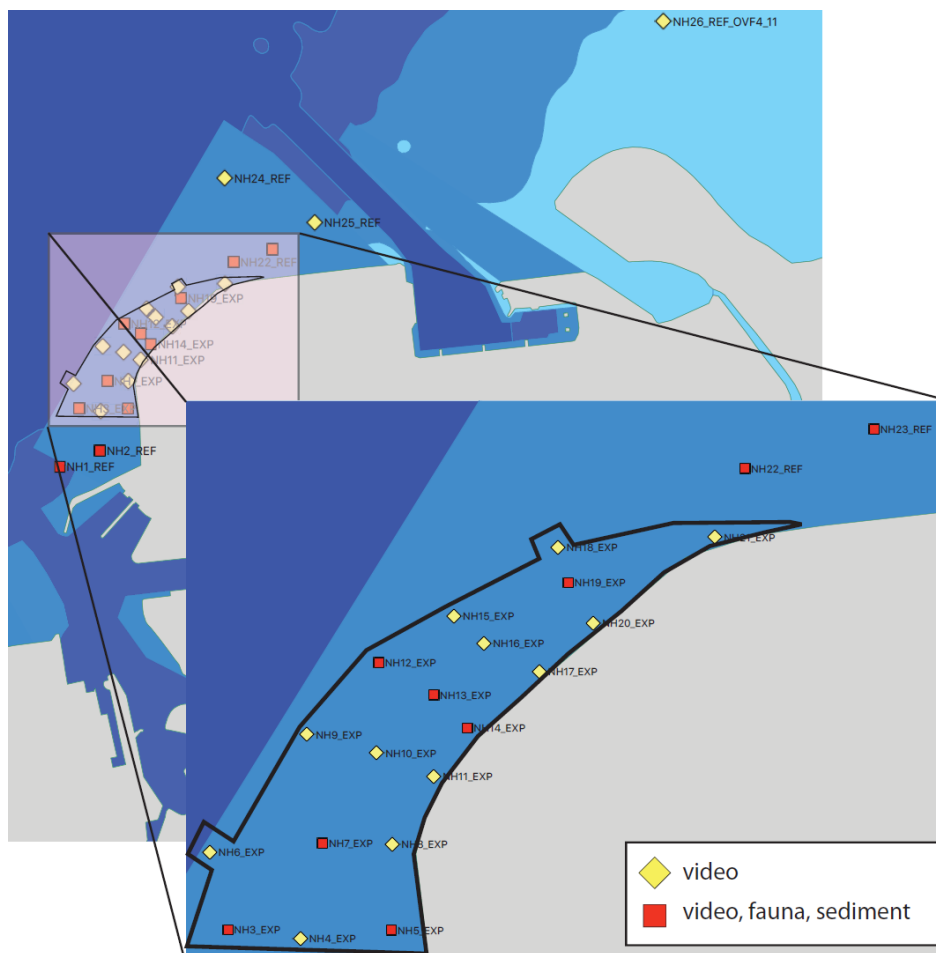 NH26_REF_OVF4_11
NH24_REF
NH25_REF
NH22_REF
NH19_EXP
NH14_EXP
NH11_EXP
NH2_REF
NH1_REF
NH23_REF
NH22_REF
NH18_EXP
NH21_EXP
NH19_EXP
NH15_EXP
NH20_EXP
NH16_EXP
NH12_EXP
NH17_EXP
NH13_EXP
NH14_EXP
NH9_EXP
NH10_EXP
NH11_EXP
NH6_EXP
NH7_EXP
NH8_EXP
NH3_EXP
NH4_EXP
NH5_EXP
video
video, fauna, sediment